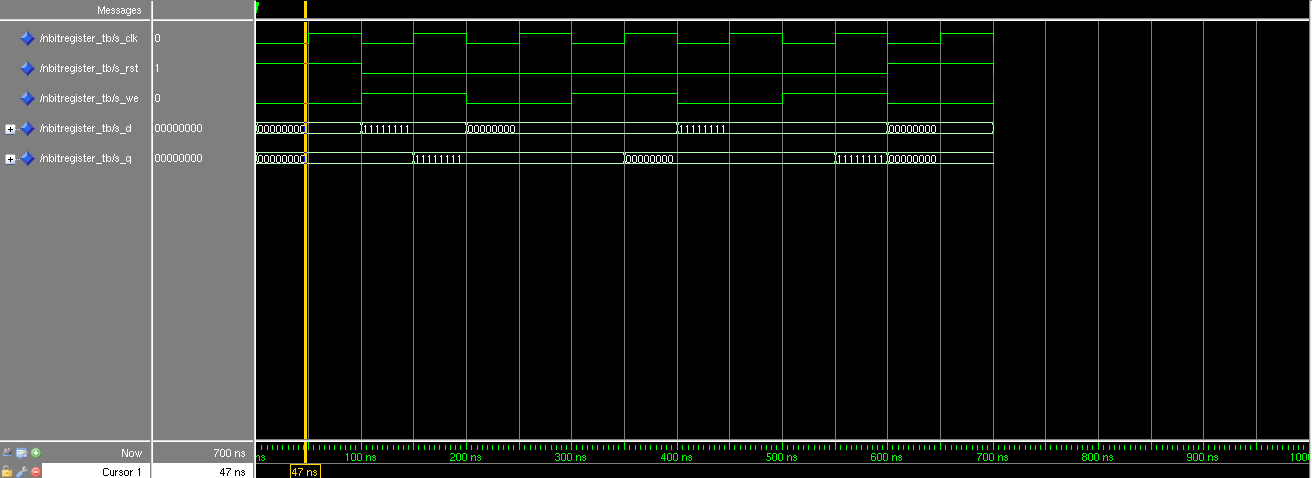 Messages
/nbitregister_tb/s_clk 0
/nbitregister_tb/s_rst 1
/nbitregister_tb/s_we 0
/nbitregister_tb/s_d 00000000 00000000 11111111 00000000 11111111 00000000
/nbitregister_tb/s_q 00000000 00000000 11111111 00000000 11111111 00000000
Now 700 ns ns 100 ns 200 ns 300 ns 400 ns 500 ns 600 ns 700 ns 800 ns 900 ns 1000
Cursor 1 47 ns 47 ns